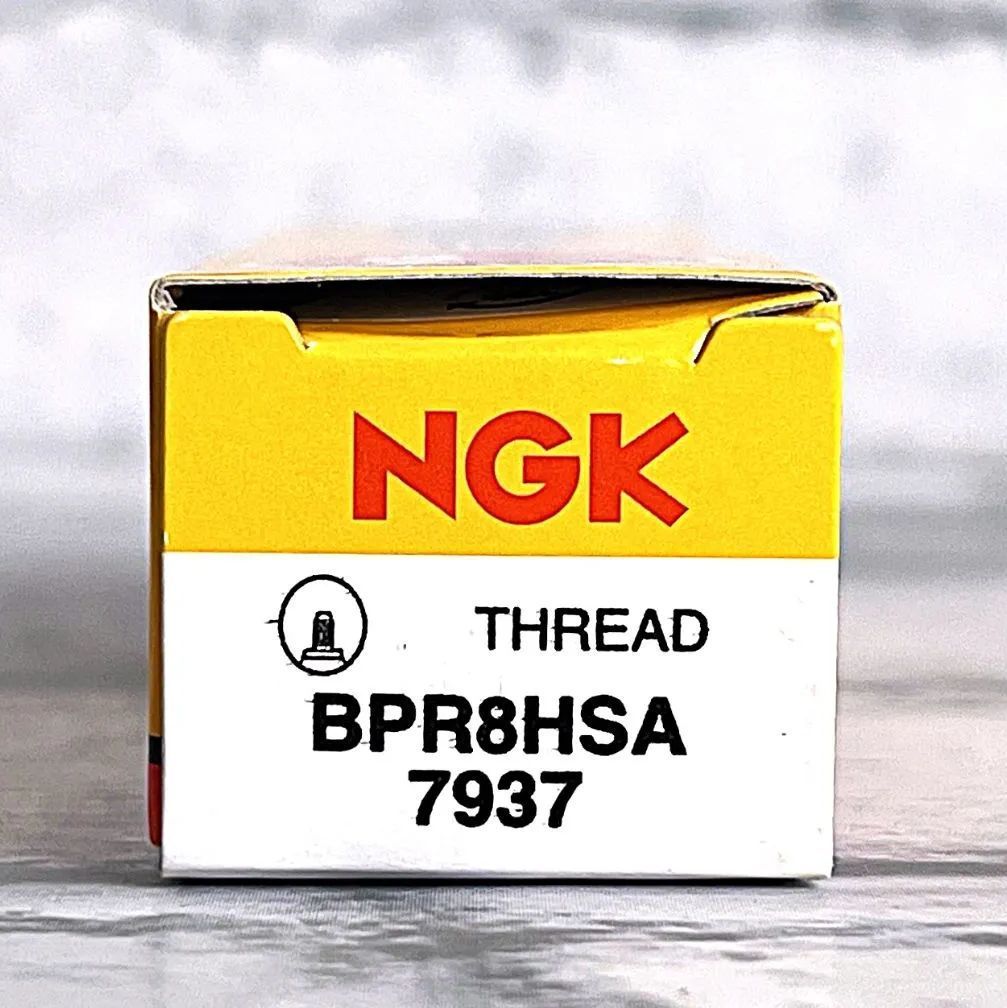 NGK
THREAD
BPR8HSA
7937